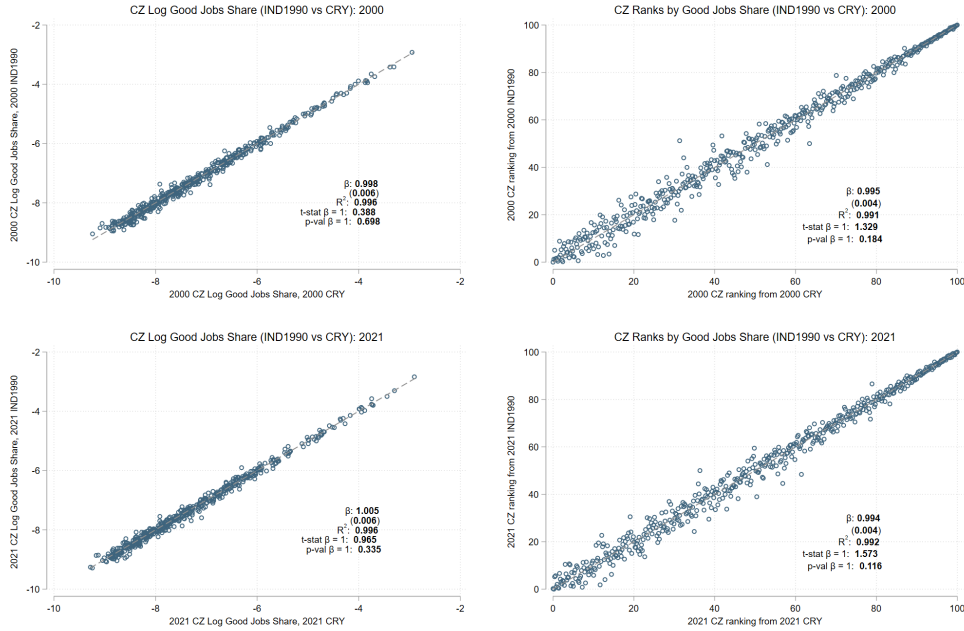 CZ Log Good Jobs Share (IND1990 vs CRY): 2000
-2
-4
-6
-8
-10
2000 CZ Log Good Jobs Share, 2000 IND1990
β: 0.998
(0.006)
R²: 0.996
t-stat β = 1: 0.388
p-val β = 1: 0.698
-10 -8 -6 -4 -2
2000 CZ Log Good Jobs Share, 2000 CRY
CZ Ranks by Good Jobs Share (IND1990 vs CRY): 2000
100
80
60
40
20
0
2000 CZ ranking from 2000 IND1990
β: 0.995
(0.004)
R²: 0.991
t-stat β = 1: 1.329
p-val β = 1: 0.184
0 20 40 60 80 100
2000 CZ ranking from 2000 CRY
CZ Log Good Jobs Share (IND1990 vs CRY): 2021
-2
-4
-6
-8
-10
2021 CZ Log Good Jobs Share, 2021 IND1990
β: 1.005
(0.006)
R²: 0.996
t-stat β = 1: 0.965
p-val β = 1: 0.335
-10 -8 -6 -4 -2
2021 CZ Log Good Jobs Share, 2021 CRY
CZ Ranks by Good Jobs Share (IND1990 vs CRY): 2021
100
80
60
40
20
0
2021 CZ ranking from 2021 IND1990
β: 0.994
(0.004)
R²: 0.992
t-stat β = 1: 1.573
p-val β = 1: 0.116
0 20 40 60 80 100
2021 CZ ranking from 2021 CRY